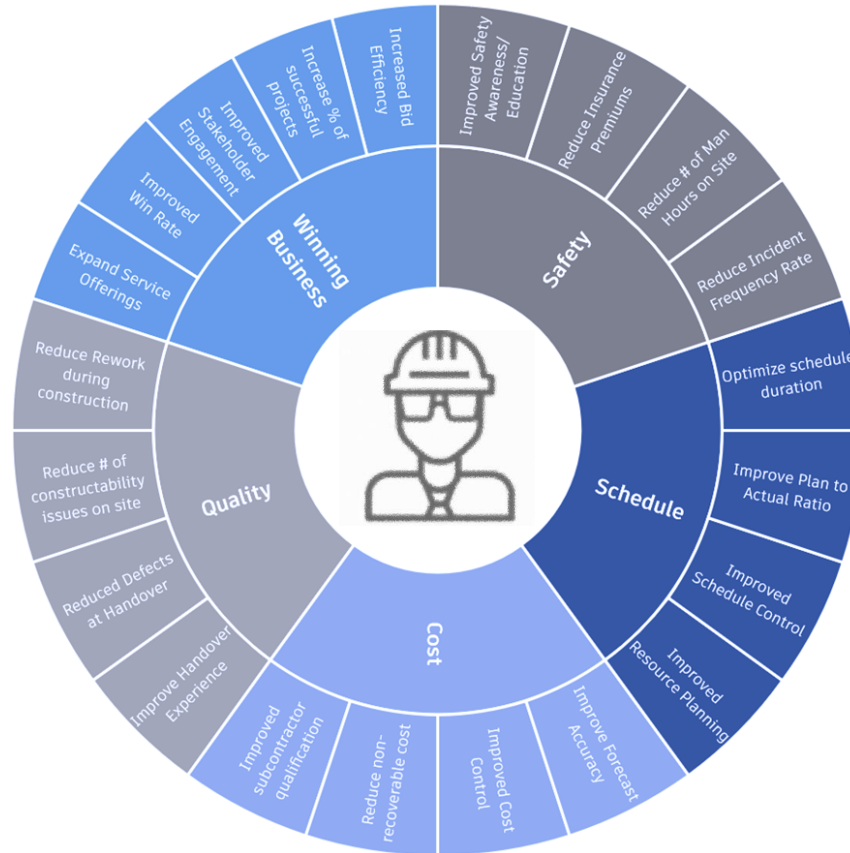 Winning
Business
Increased Bid
Efficiency
Increase % of
successful
projects
Improved
Stakeholder
Engagement
Improved
Win Rate
Expand Service
Offerings
Safety
Improved Safety
Awareness/
Education
Reduce Insurance
Premiums
Reduce # of Man
Hours on Site
Reduce Incident
Frequency Rate
Schedule
Optimize schedule
duration
Improve Plan to
Actual Ratio
Improved
Schedule Control
Improved
Resource Planning
Cost
Improve Forecast
Accuracy
Improved Cost
Control
Reduce non-
recoverable cost
Improved
subcontractor
qualification
Quality
Improve Handover
Experience
Reduced Defects
at Handover
Reduce # of
constructability
issues on site
Reduce Rework
during
construction